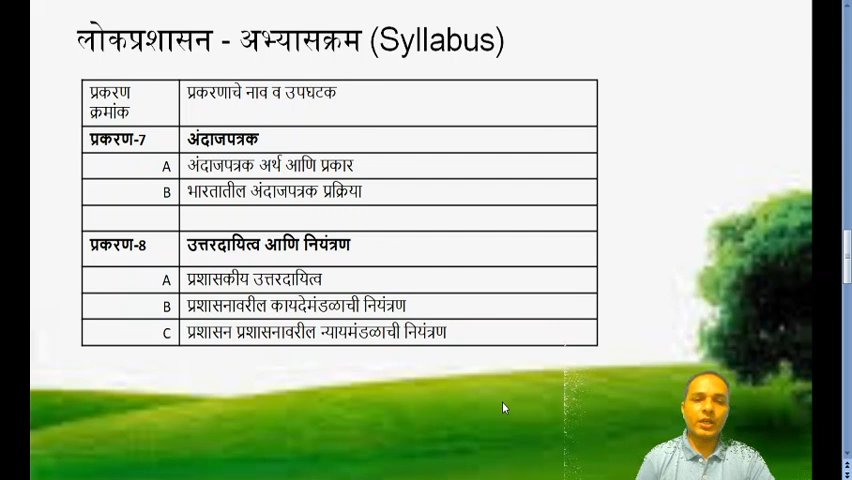 लोकप्रशासन - अभ्यासक्रम (Syllabus)
प्रकरण क्रमांक प्रकरणाचे नाव व उपघटक
प्रकरण-7 अंदाजपत्रक
A अंदाजपत्रक अर्थ आणि प्रकार
B भारतातील अंदाजपत्रक प्रक्रिया
प्रकरण-8 उत्तरदायित्व आणि नियंत्रण
A प्रशासकीय उत्तरदायित्व
B प्रशासनावरील कायदेमंडळाची नियंत्रण
C प्रशासन प्रशासनावरील न्यायमंडळाची नियंत्रण